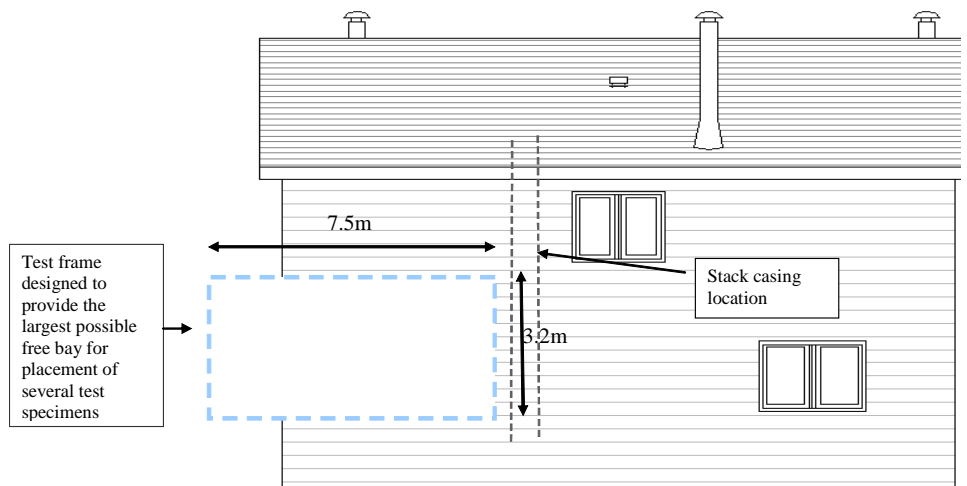 7.5m
Test frame
designed to
provide the
largest possible
free bay for
placement of
several test
specimens
Stack casing
location
3.2m